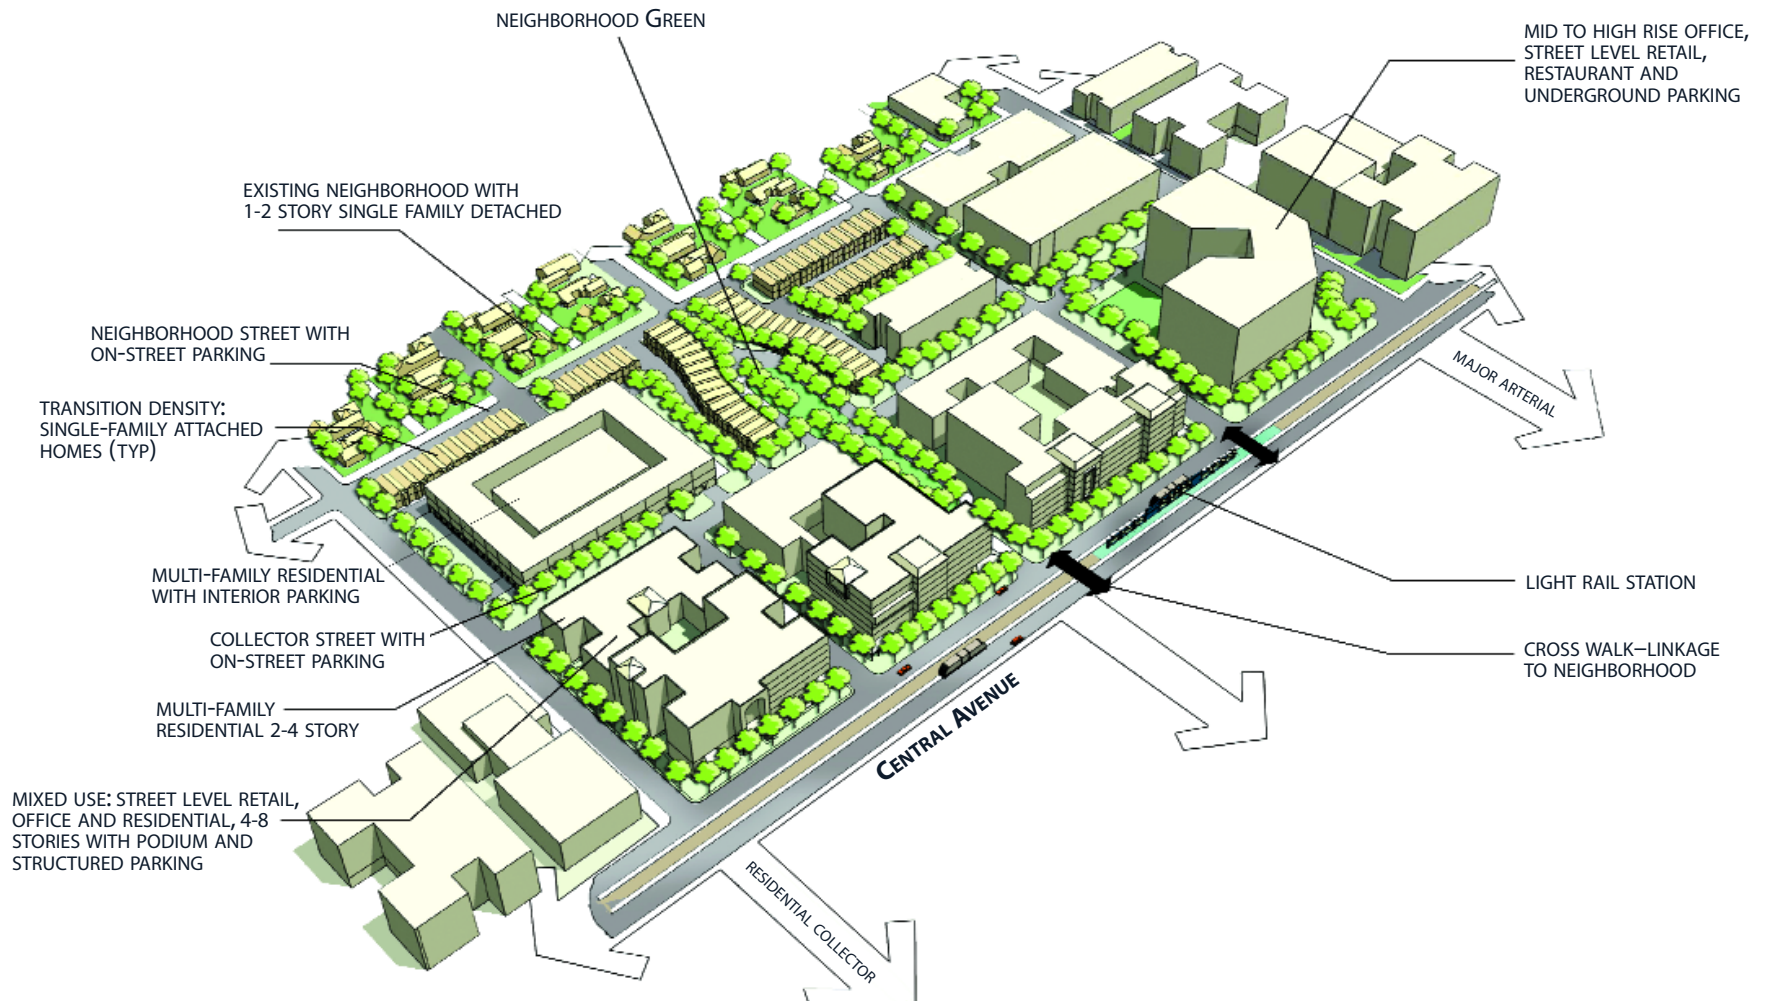 NEIGHBORHOOD GREEN
MID TO HIGH RISE OFFICE,
STREET LEVEL RETAIL,
RESTAURANT AND
UNDERGROUND PARKING
EXISTING NEIGHBORHOOD WITH
1-2 STORY SINGLE FAMILY DETACHED
NEIGHBORHOOD STREET WITH
ON-STREET PARKING
TRANSITION DENSITY:
SINGLE-FAMILY ATTACHED
HOMES (TYP)
MAJOR ARTERIAL
MULTI-FAMILY RESIDENTIAL
WITH INTERIOR PARKING
LIGHT RAIL STATION
COLLECTOR STREET WITH
ON-STREET PARKING
CROSS WALK–LINKAGE
TO NEIGHBORHOOD
MULTI-FAMILY
RESIDENTIAL 2-4 STORY
CENTRAL AVENUE
MIXED USE: STREET LEVEL RETAIL,
OFFICE AND RESIDENTIAL, 4-8
STORIES WITH PODIUM AND
STRUCTURED PARKING
RESIDENTIAL COLLECTOR